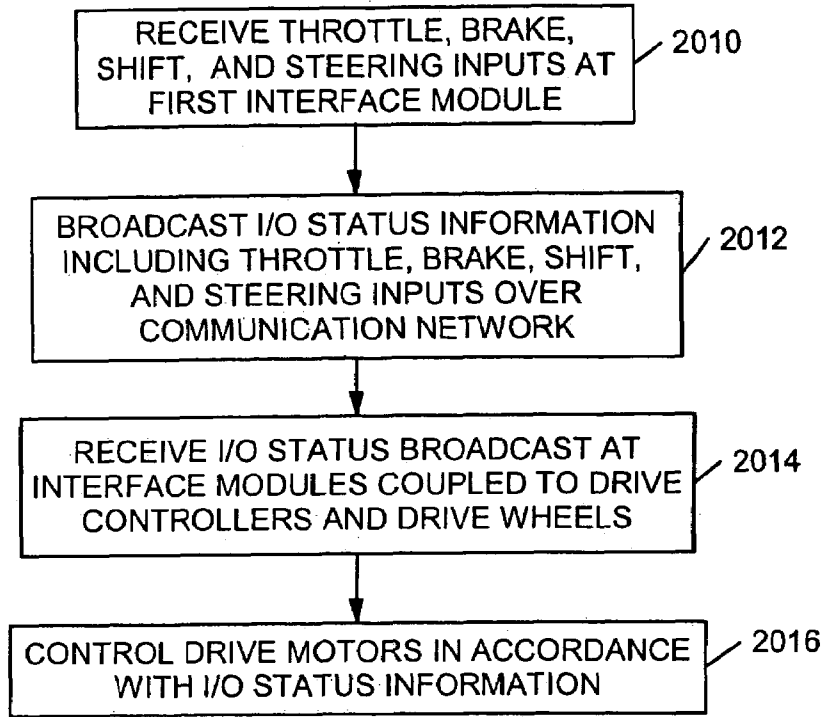 RECEIVE THROTTLE, BRAKE,
SHIFT, AND STEERING INPUTS AT
FIRST INTERFACE MODULE
2010
BROADCAST I/O STATUS INFORMATION
INCLUDING THROTTLE, BRAKE, SHIFT,
AND STEERING INPUTS OVER
COMMUNICATION NETWORK
2012
RECEIVE I/O STATUS BROADCAST AT
INTERFACE MODULES COUPLED TO DRIVE
CONTROLLERS AND DRIVE WHEELS
2014
CONTROL DRIVE MOTORS IN ACCORDANCE
WITH I/O STATUS INFORMATION
2016